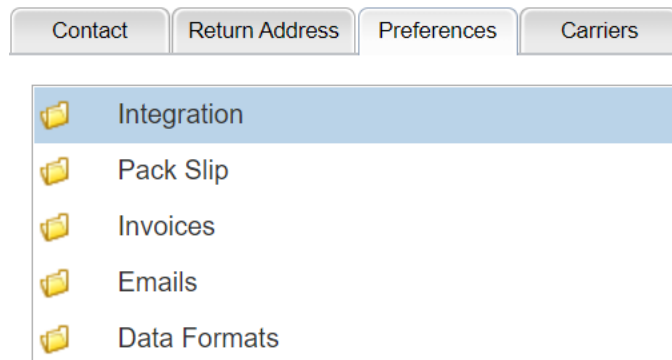 Contact Return Address Preferences Carriers
Integration
Pack Slip
Invoices
Emails
Data Formats